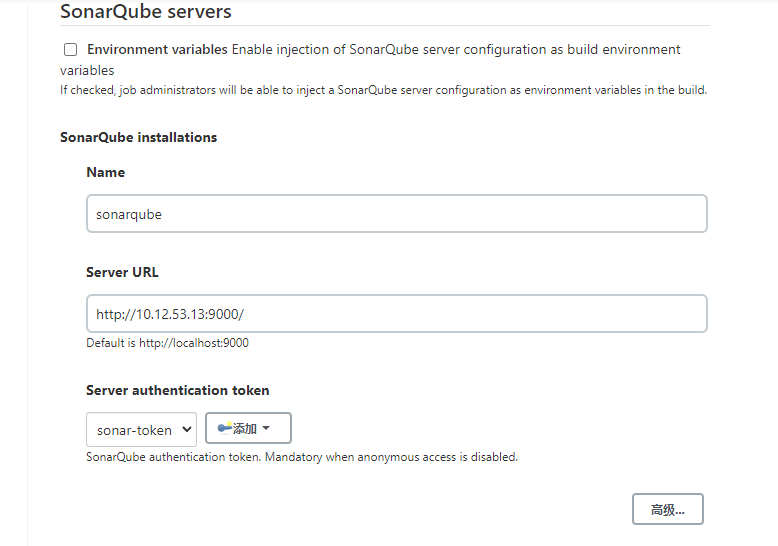 SonarQube servers
Environment variables Enable injection of SonarQube server configuration as build environment
variables
If checked, job administrators will be able to inject a SonarQube server configuration as environment variables in the build.
SonarQube installations
Name
sonarqube
Server URL
http://10.12.53.13:9000/
Default is http://localhost:9000
Server authentication token
sonar-token 添加
SonarQube authentication token. Mandatory when anonymous access is disabled.
高级...